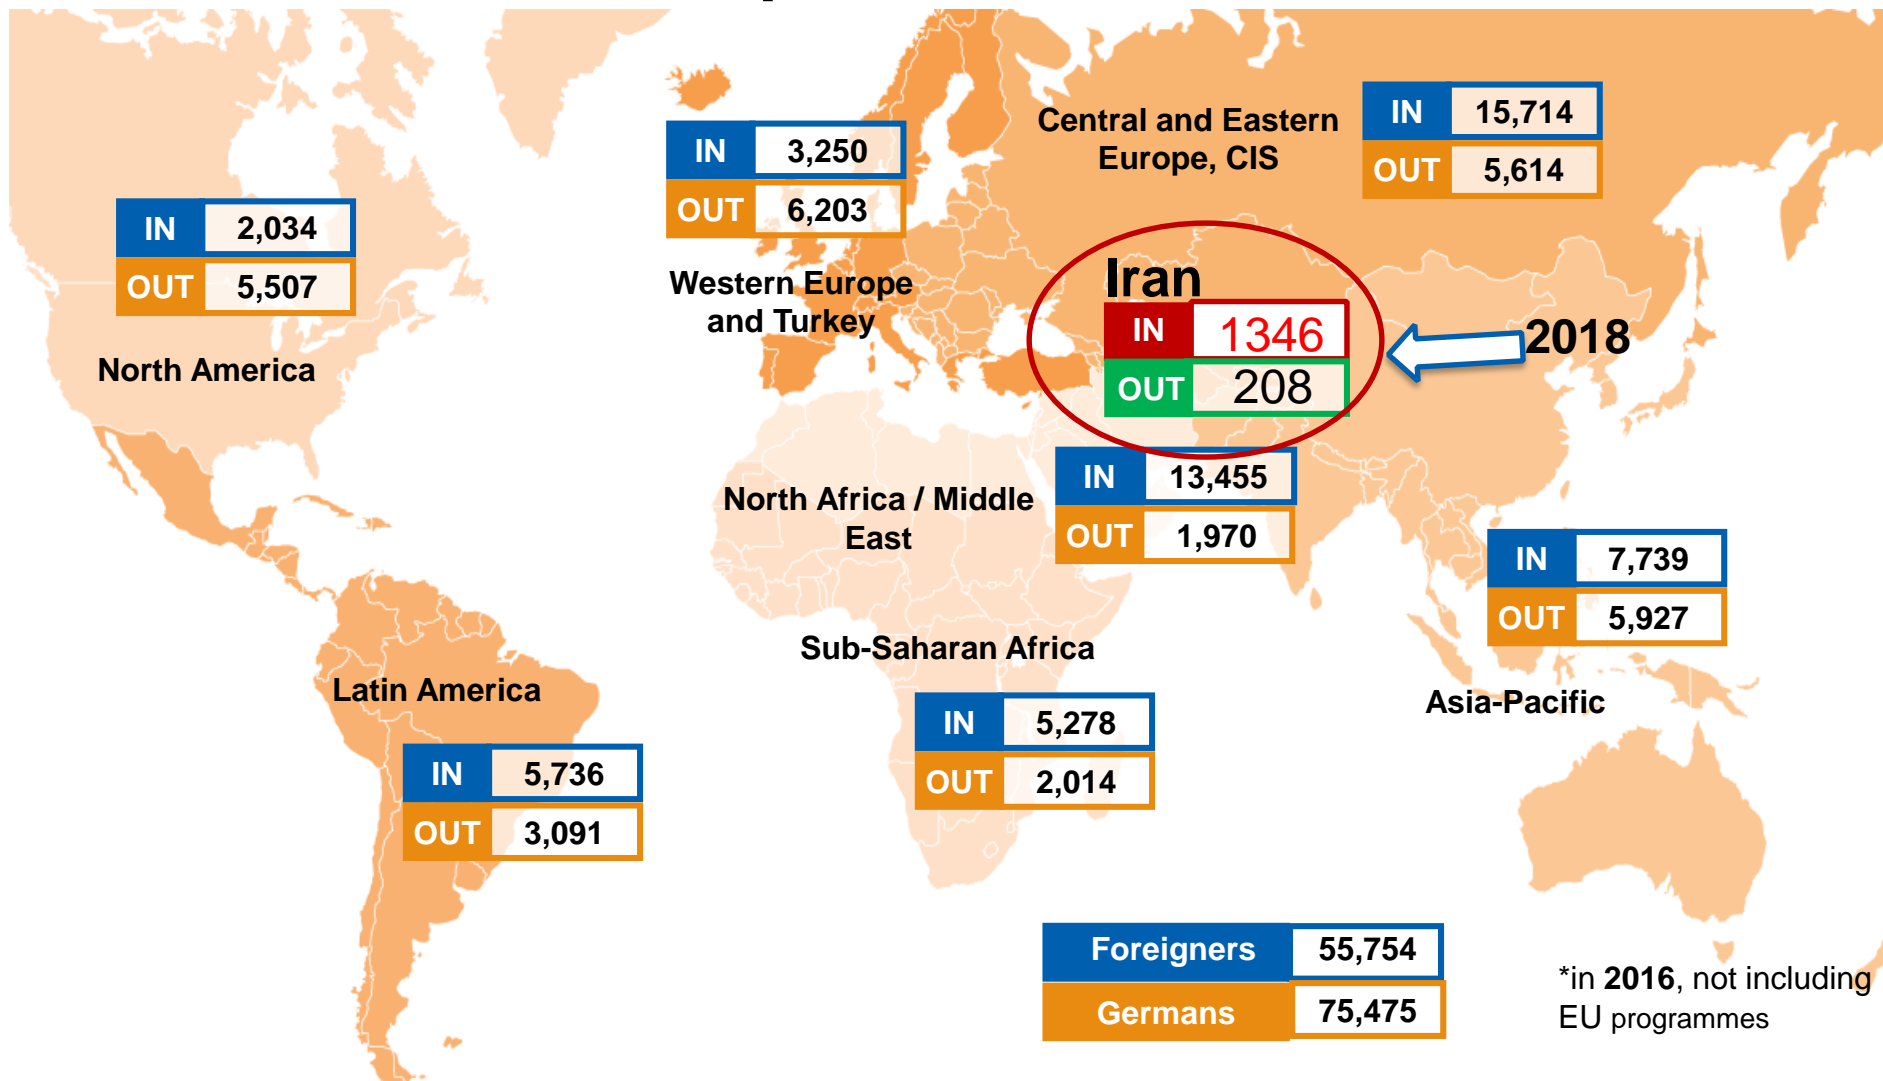 IN 15,714
Central and Eastern
Europe, CIS
OUT 5,614
IN 3,250
OUT 6,203
IN 2,034
OUT 5,507
Western Europe
and Turkey
Iran
IN 1346
OUT 208
2018
North America
North Africa / Middle
East
IN 13,455
OUT 1,970
IN 7,739
OUT 5,927
Sub-Saharan Africa
Latin America
Asia-Pacific
IN 5,278
OUT 2,014
IN 5,736
OUT 3,091
Foreigners 55,754
Germans 75,475
*in 2016, not including
EU programmes